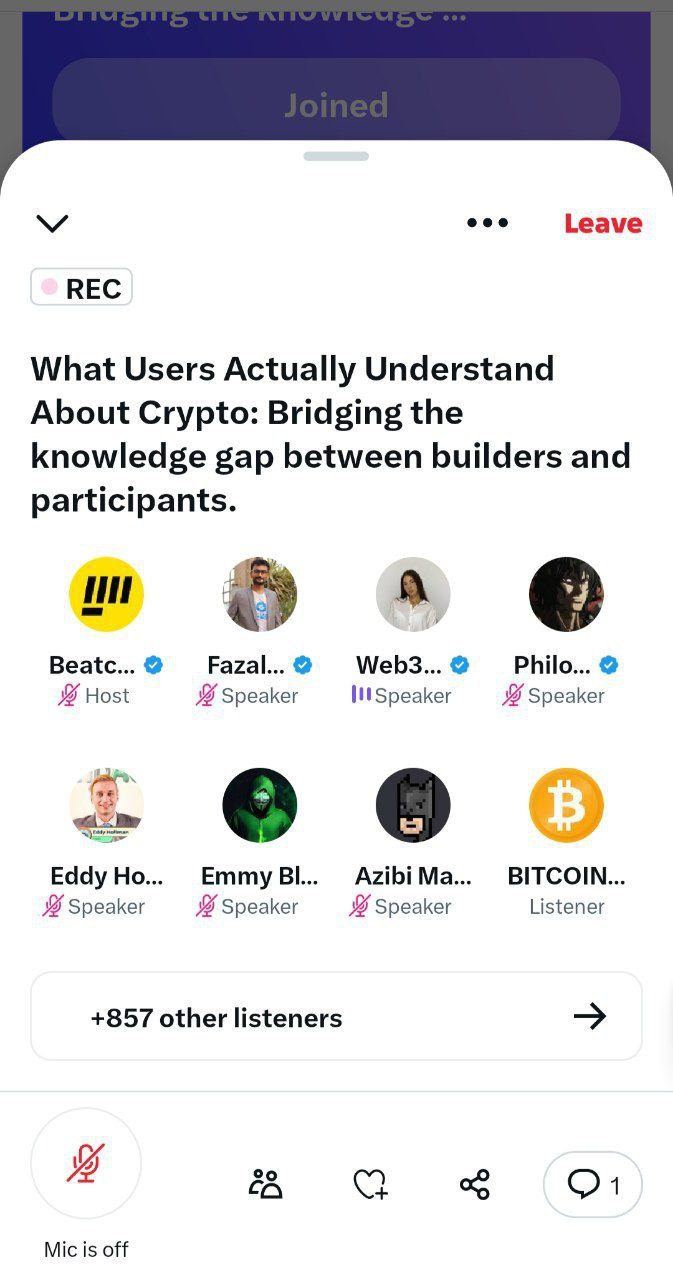 Bridging the knowledge ...
Joined
Leave
REC
What Users Actually Understand
About Crypto: Bridging the
knowledge gap between builders and
participants.
Beatc... Fazal... Web3... Philo...
Host Speaker Speaker Speaker
Eddy Hoffman
Eddy Ho... Emmy Bl... Azibi Ma... BITCOIN...
Speaker Speaker Speaker Listener
+857 other listeners
1
Mic is off